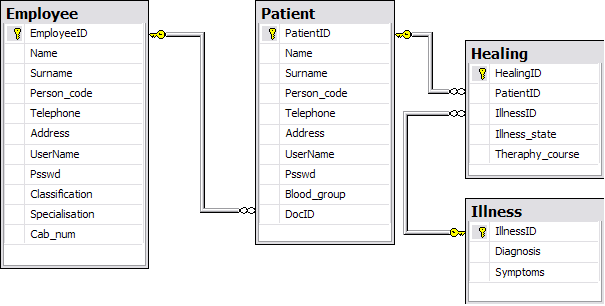 Employee
EmployeeID
Name
Surname
Person_code
Telephone
Address
UserName
Psswd
Classification
Specialisation
Cab_num
Patient
PatientID
Name
Surname
Person_code
Telephone
Address
UserName
Psswd
Blood_group
DocID
Healing
HealingID
PatientID
IllnessID
Illness_state
Theraphy_course
Illness
IllnessID
Diagnosis
Symptoms